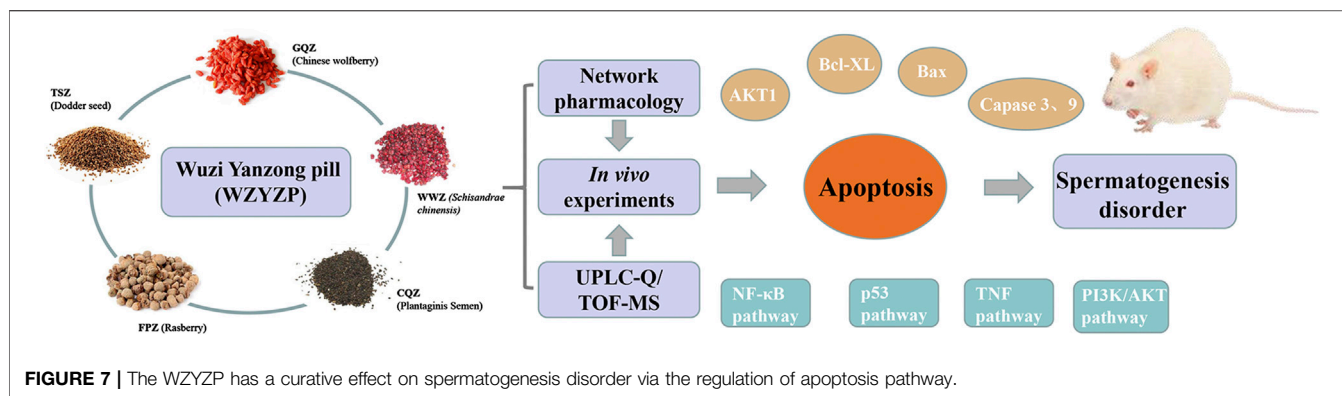 GQZ
(Chinese wolfberry)
TSZ
(Dodder seed)
Wuzi Yanzong pill
(WZYZP)
WWZ (Schisandrae
chinensis)
CQZ
(Plantaginis Semen)
FPZ (Rasberry)
Network
pharmacology
In vivo
experiments
UPLC-Q/
TOF-MS
AKT1
Bcl-XL
Bax
Capase 3、9
Apoptosis
Spermatogenesis
disorder
NF-κB
pathway
p53
pathway
TNF
pathway
PI3K/AKT
pathway
FIGURE 7 | The WZYZP has a curative effect on spermatogenesis disorder via the regulation of apoptosis pathway.